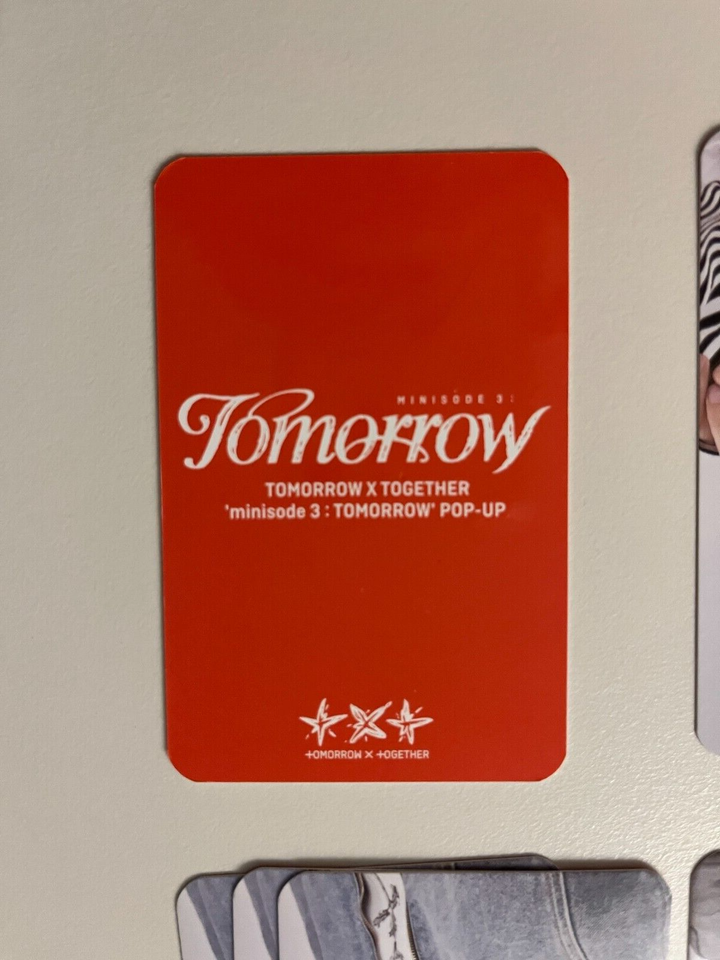 MINISODE 3:
Tomorrow
TOMORROW X TOGETHER
'minisode 3 : TOMORROW' POP-UP
TOMORROW X TOGETHER